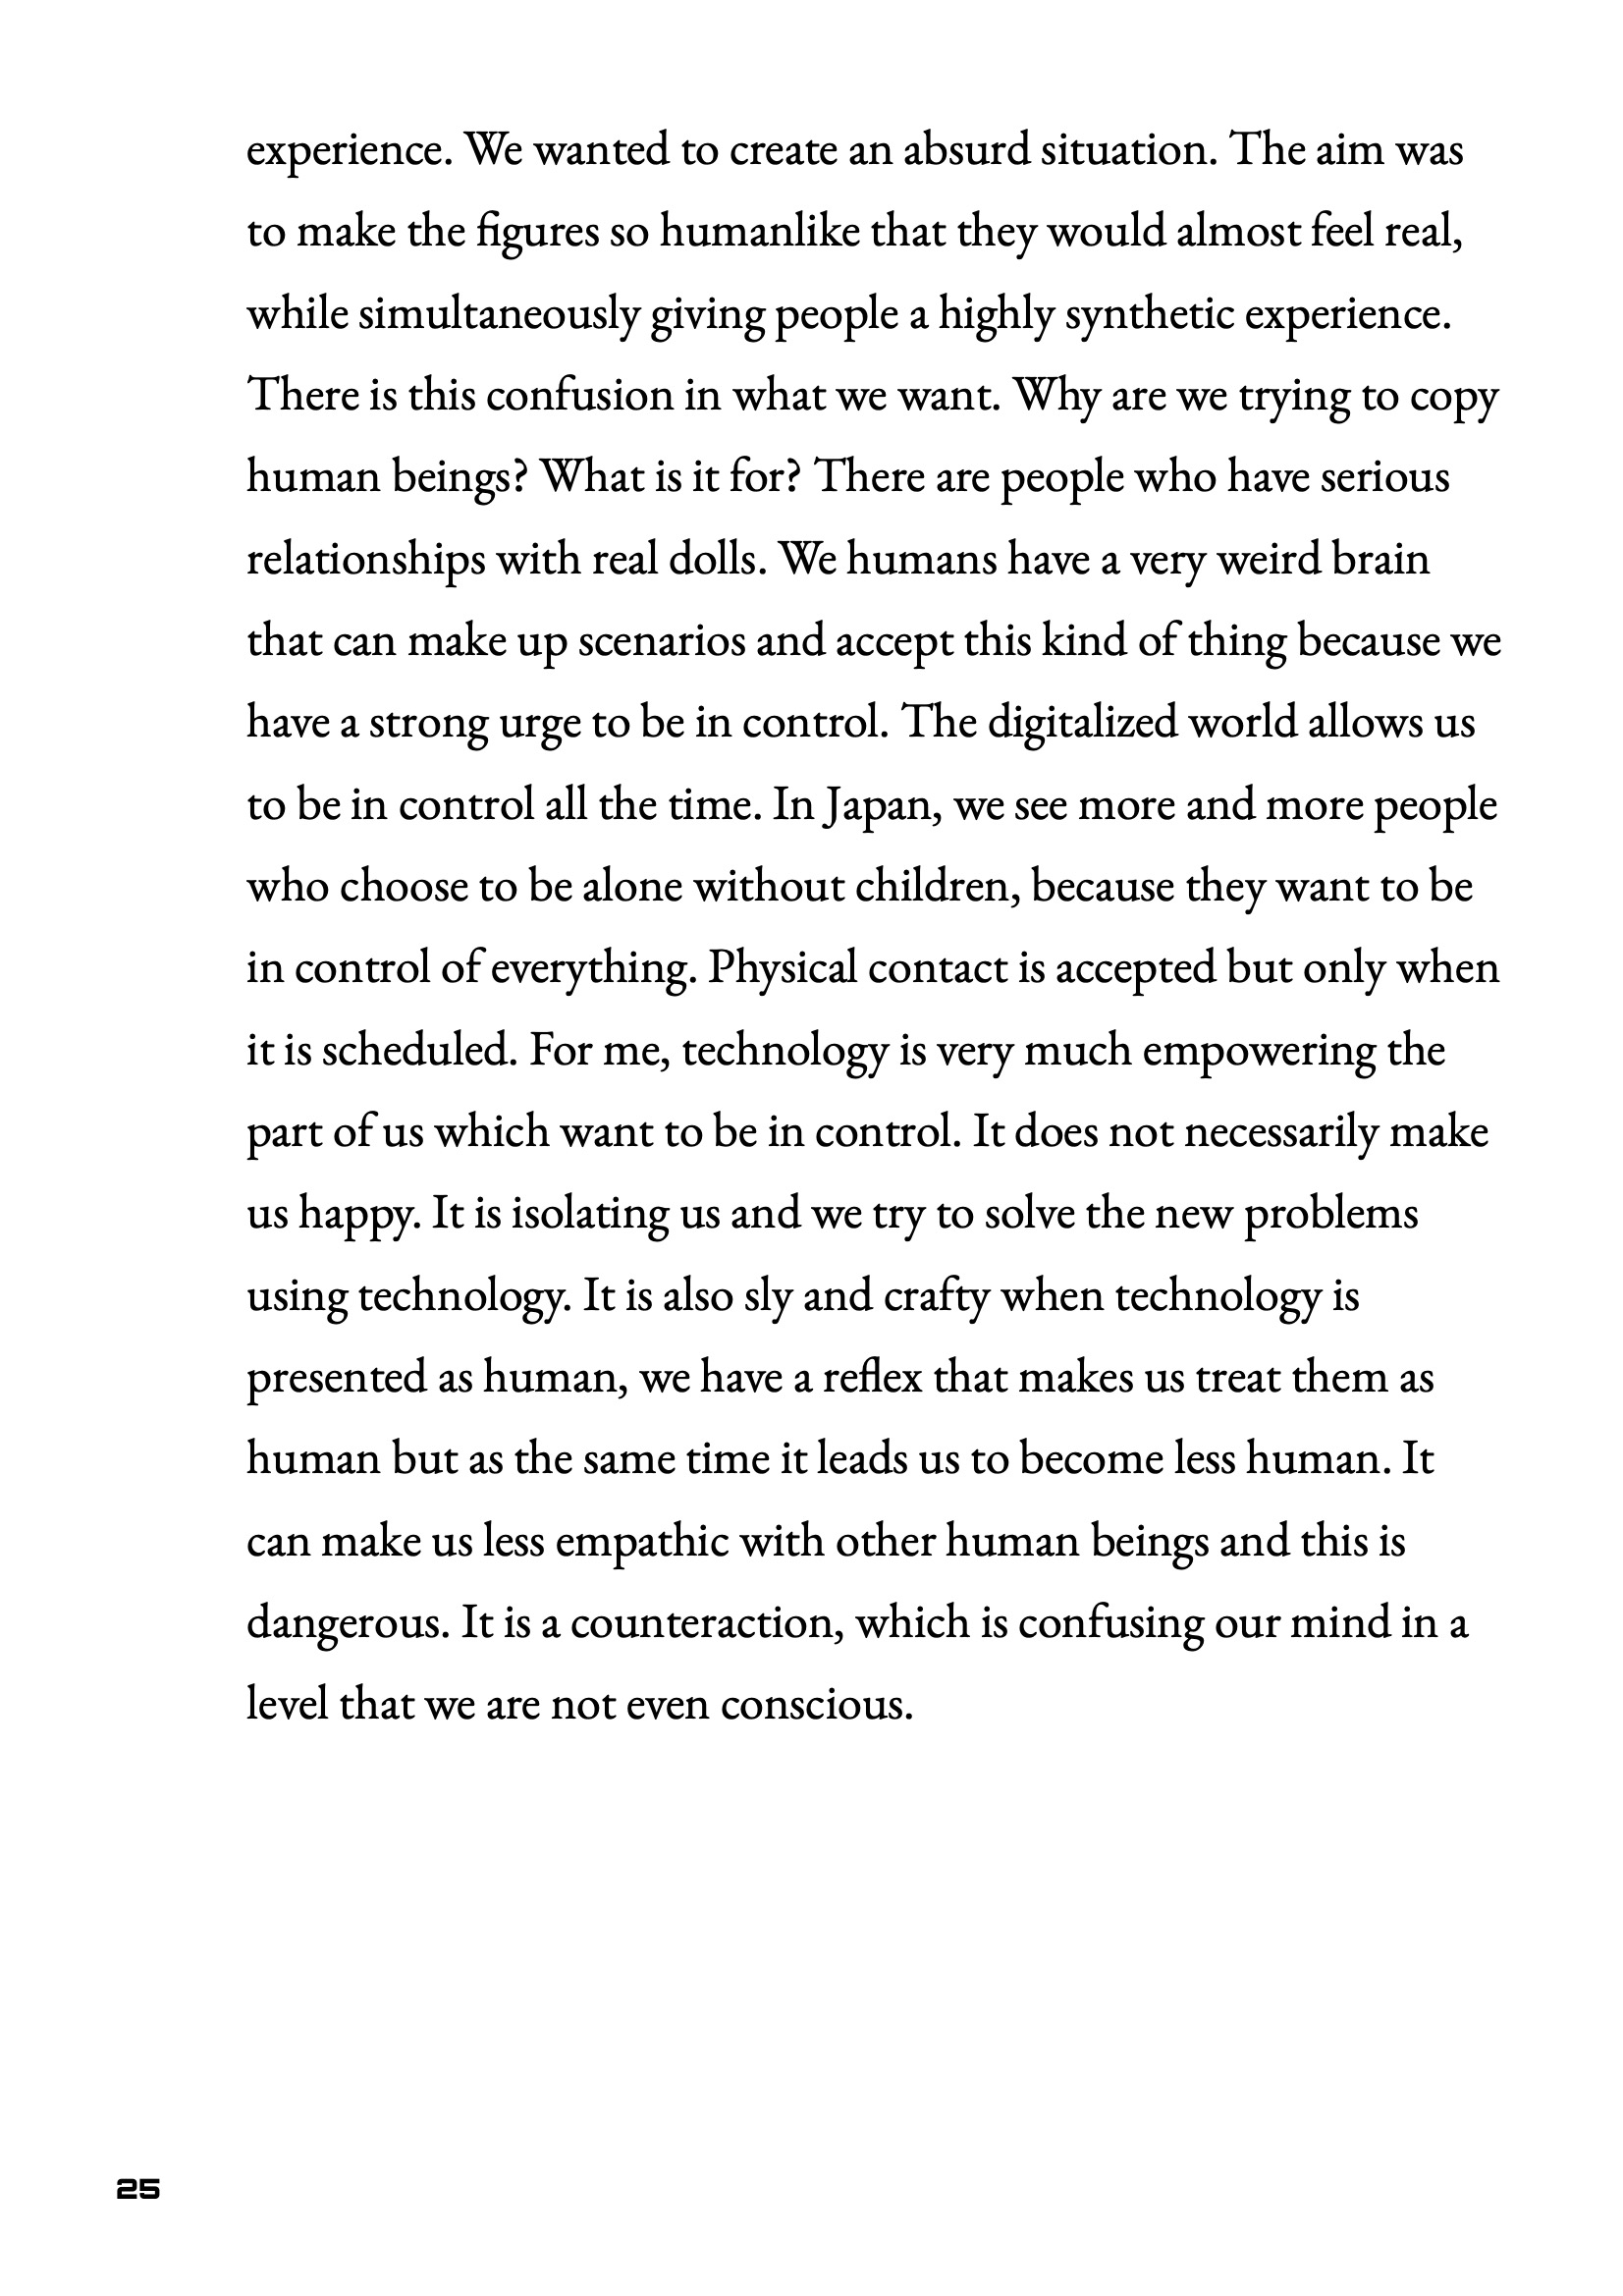 experience. We wanted to create an absurd situation. The aim was
to make the figures so humanlike that they would almost feel real,
while simultaneously giving people a highly synthetic experience.
There is this confusion in what we want. Why are we trying to copy
human beings? What is it for? There are people who have serious
relationships with real dolls. We humans have a very weird brain
that can make up scenarios and accept this kind of thing because we
have a strong urge to be in control. The digitalized world allows us
to be in control all the time. In Japan, we see more and more people
who choose to be alone without children, because they want to be
in control of everything. Physical contact is accepted but only when
it is scheduled. For me, technology is very much empowering the
part of us which want to be in control. It does not necessarily make
us happy. It is isolating us and we try to solve the new problems
using technology. It is also sly and crafty when technology is
presented as human, we have a reflex that makes us treat them as
human but as the same time it leads us to become less human. It
can make us less empathic with other human beings and this is
dangerous. It is a counteraction, which is confusing our mind in a
level that we are not even conscious.
25